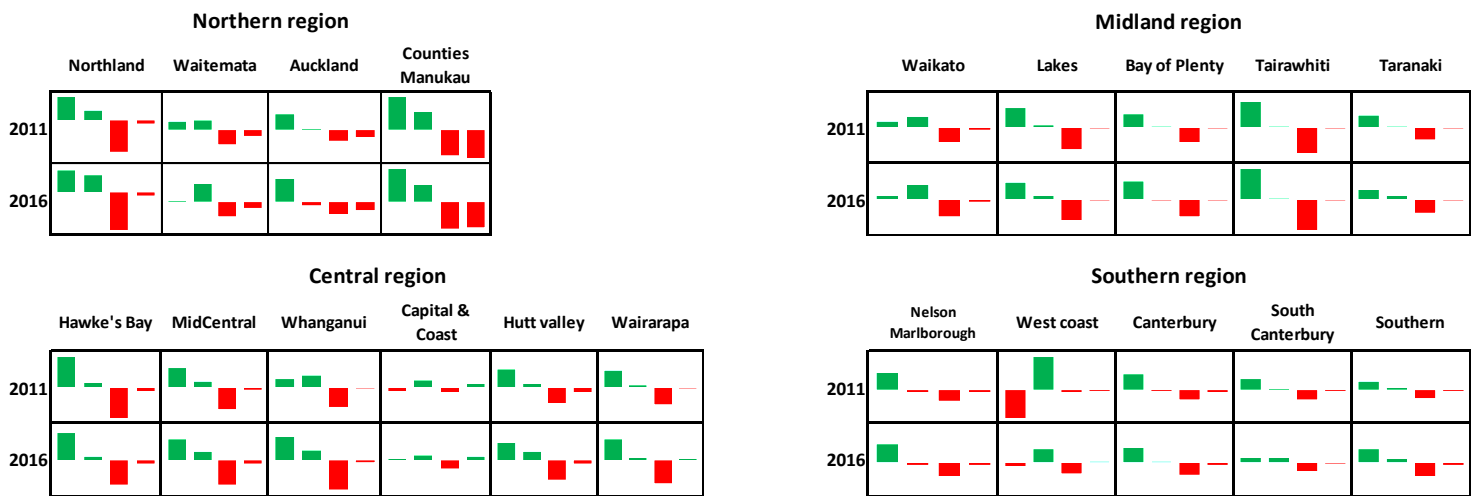 Northern region
Northland Waitemata Auckland Counties Manukau
2011
2016
Midland region
Waikato Lakes Bay of Plenty Tairawhiti Taranaki
2011
2016
Central region
Hawke's Bay MidCentral Whanganui Capital & Coast Hutt valley Wairarapa
2011
2016
Southern region
Nelson Marlborough West coast Canterbury South Canterbury Southern
2011
2016